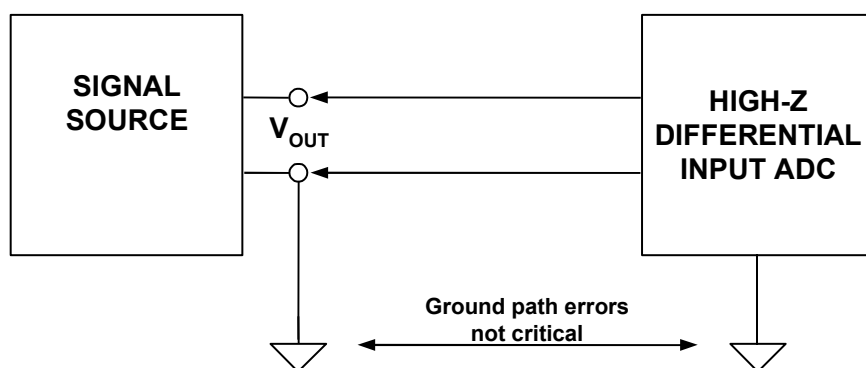 SIGNAL
SOURCE
V_OUT
HIGH-Z
DIFFERENTIAL
INPUT ADC
Ground path errors
not critical